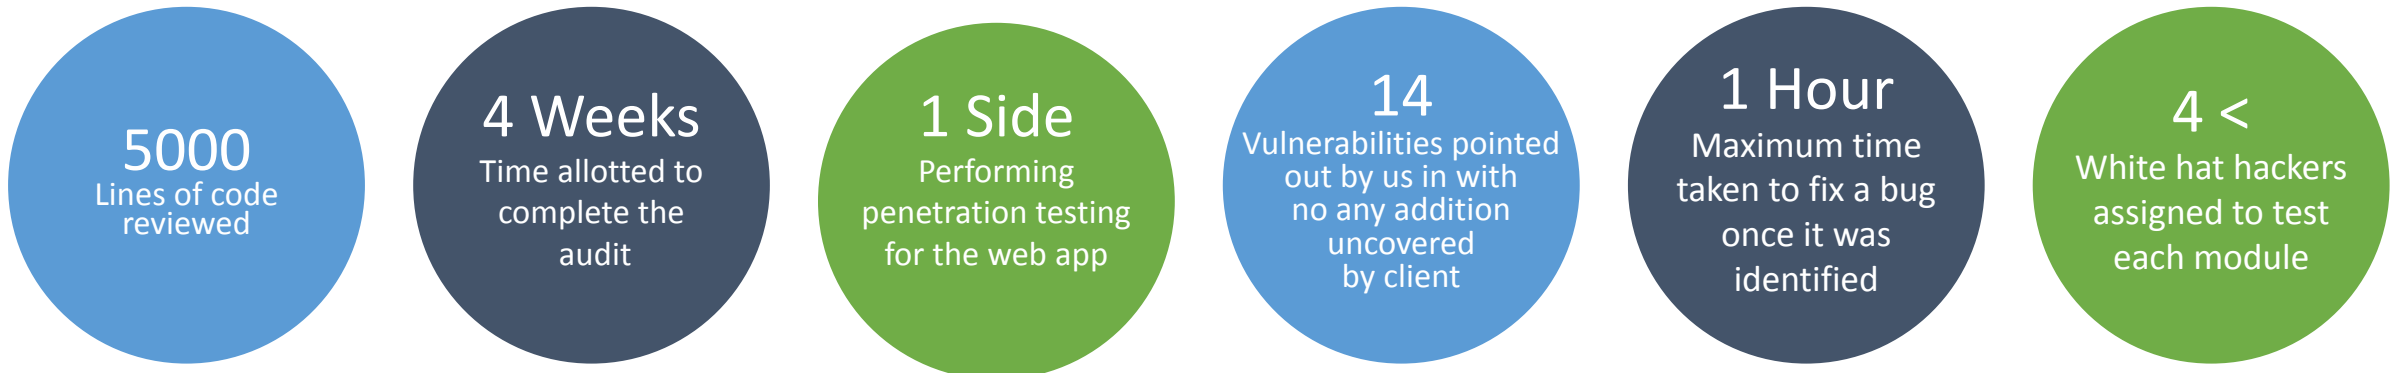 5000
Lines of code
reviewed
4 Weeks
Time allotted to
complete the
audit
1 Side
Performing
penetration testing
for the web app
14
Vulnerabilities pointed
out by us in with
no any addition
uncovered
by client
1 Hour
Maximum time
taken to fix a bug
once it was
identified
4 <
White hat hackers
assigned to test
each module